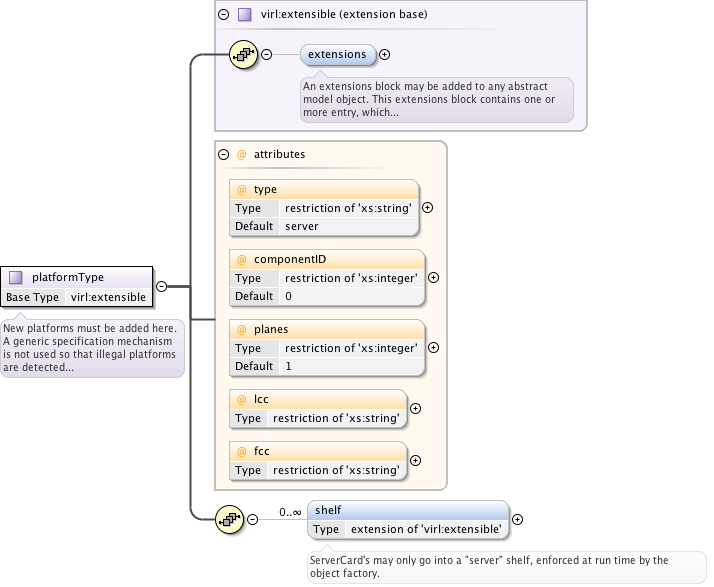 virl:extensible (extension base)
extensions
An extensions block may be added to any abstract
model object. This extensions block contains one or
more entry, which...
@ attributes
@ type
Type restriction of 'xs:string'
Default server
@ componentID
Type restriction of 'xs:integer'
Default 0
@ planes
Type restriction of 'xs:integer'
Default 1
@ lcc
Type restriction of 'xs:string'
@ fcc
Type restriction of 'xs:string'
platformType
Base Type virl:extensible
New platforms must be added here.
A generic specification mechanism
is not used so that illegal platforms
are detected...
0..∞
shelf
Type extension of 'virl:extensible'
ServerCard's may only go into a "server" shelf, enforced at run time by the
object factory.